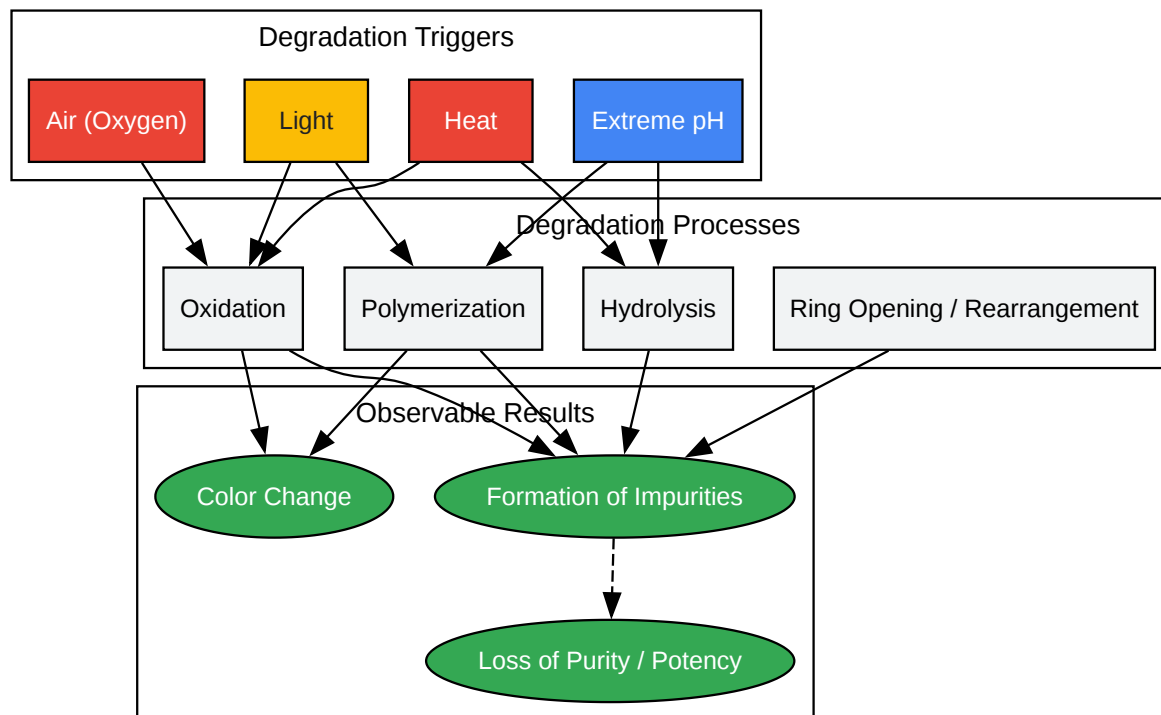 Degradation Triggers
Air (Oxygen)
Light
Heat
Extreme pH
Degradation Processes
Oxidation
Polymerization
Hydrolysis
Ring Opening / Rearrangement
Observable Results
Color Change
Formation of Impurities
Loss of Purity / Potency